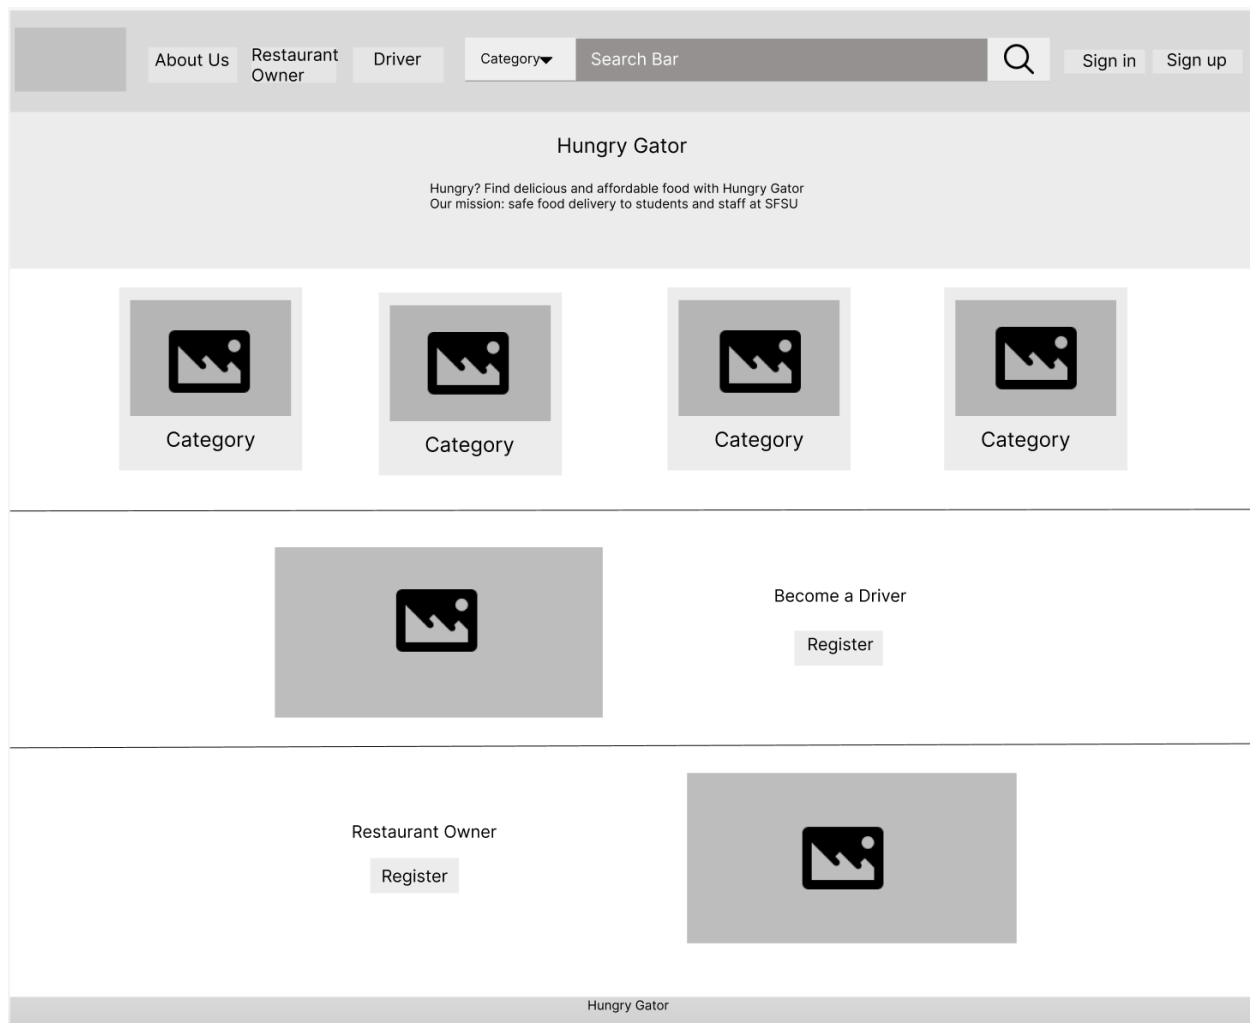 About Us
Restaurant
Owner
Driver
Category
Search Bar
Sign in
Sign up
Hungry Gator
Hungry? Find delicious and affordable food with Hungry Gator
Our mission: safe food delivery to students and staff at SFSU
Category
Category
Category
Category
Become a Driver
Register
Restaurant Owner
Register
Hungry Gator